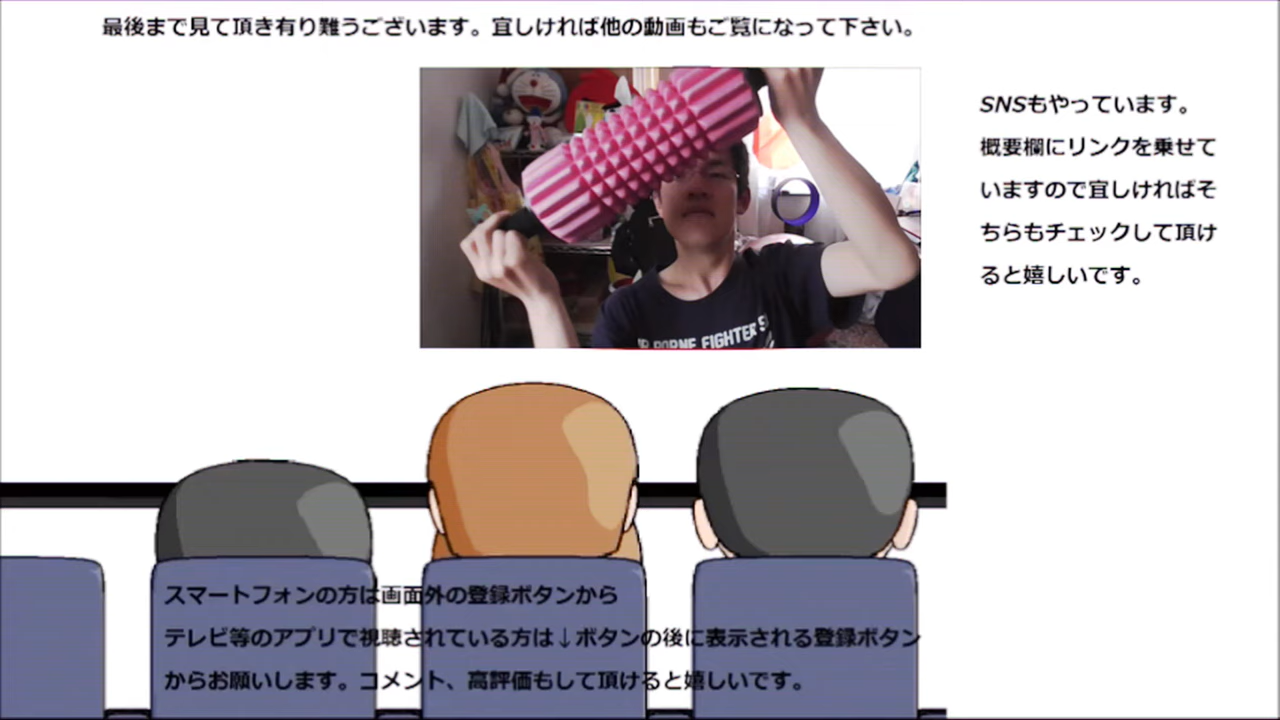 最後まで見て頂き有り難うございます。宜しければ他の動画もご覧になって下さい。
SNSもやっています。
概要欄にリンクを乗せて
いますので宜しければそ
ちらもチェックして頂け
ると嬉しいです。
FIGHTER
スマートフォンの方は画面外の登録ボタンから
テレビ等のアプリで視聴されている方は↓ボタンの後に表示される登録ボタン
からお願いします。コメント、高評価もして頂けると嬉しいです。